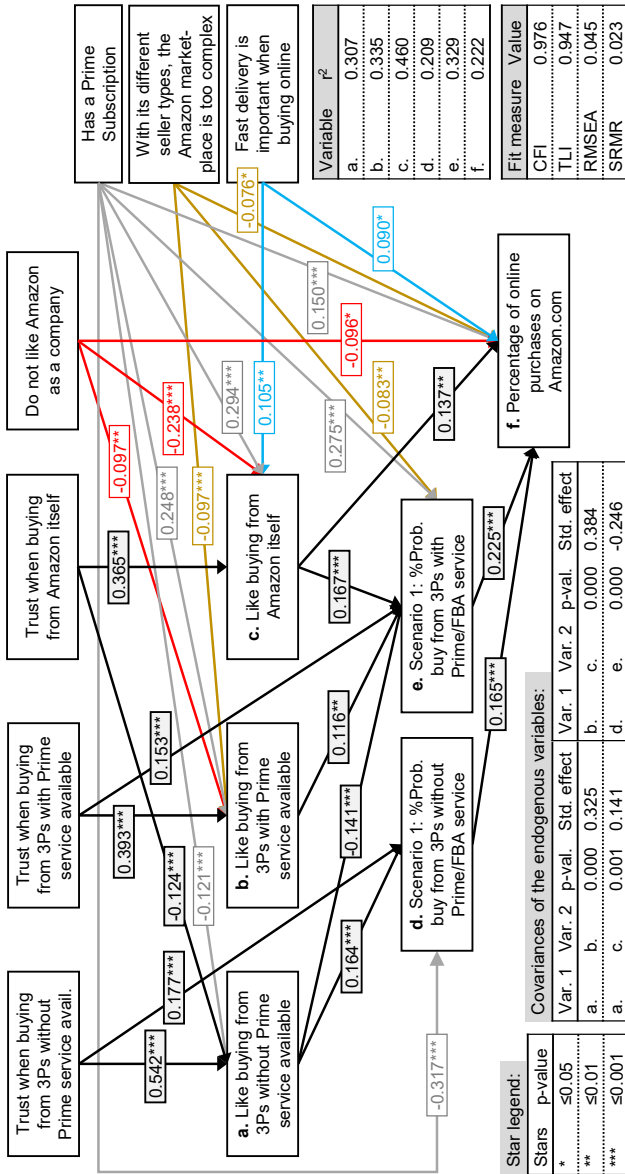 Trust when buying
from 3Ps without
Prime service avail.
Trust when buying
from 3Ps with Prime
service available
Trust when buying
from Amazon itself
Do not like Amazon
as a company
Has a Prime
Subscription
With its different
seller types, the
Amazon market-
place is too complex
Fast delivery is
important when
buying online
0.542***
0.177***
-0.124***
-0.121***
0.393***
0.153***
0.365***
-0.097**
-0.238***
0.248***
-0.097***
0.294***
0.105**
-0.076*
a. Like buying from
3Ps without Prime
service available
b. Like buying from
3Ps with Prime
service available
c. Like buying from
Amazon itself
0.164***
-0.141***
0.116**
0.167***
0.275***
-0.083**
0.137**
-0.096*
0.150***
0.090*
-0.317***
d. Scenario 1: %Prob.
buy from 3Ps without
Prime/FBA service
e. Scenario 1: %Prob.
buy from 3Ps with
Prime/FBA service
0.165***
0.225***
f. Percentage of online
purchases on
Amazon.com
Variable r²
a. 0.307
b. 0.335
c. 0.460
d. 0.209
e. 0.329
f. 0.222
Star legend:
Stars p-value
* ≤0.05
** ≤0.01
*** ≤0.001
Covariances of the endogenous variables:
Var. 1 Var. 2 p-val. Std. effect Var. 1 Var. 2 p-val. Std. effect
a. b. 0.000 0.325 b. c. 0.000 0.384
a. c. 0.001 0.141 d. e. 0.000 -0.246
Fit measure Value
CFI 0.976
TLI 0.947
RMSEA 0.045
SRMR 0.023